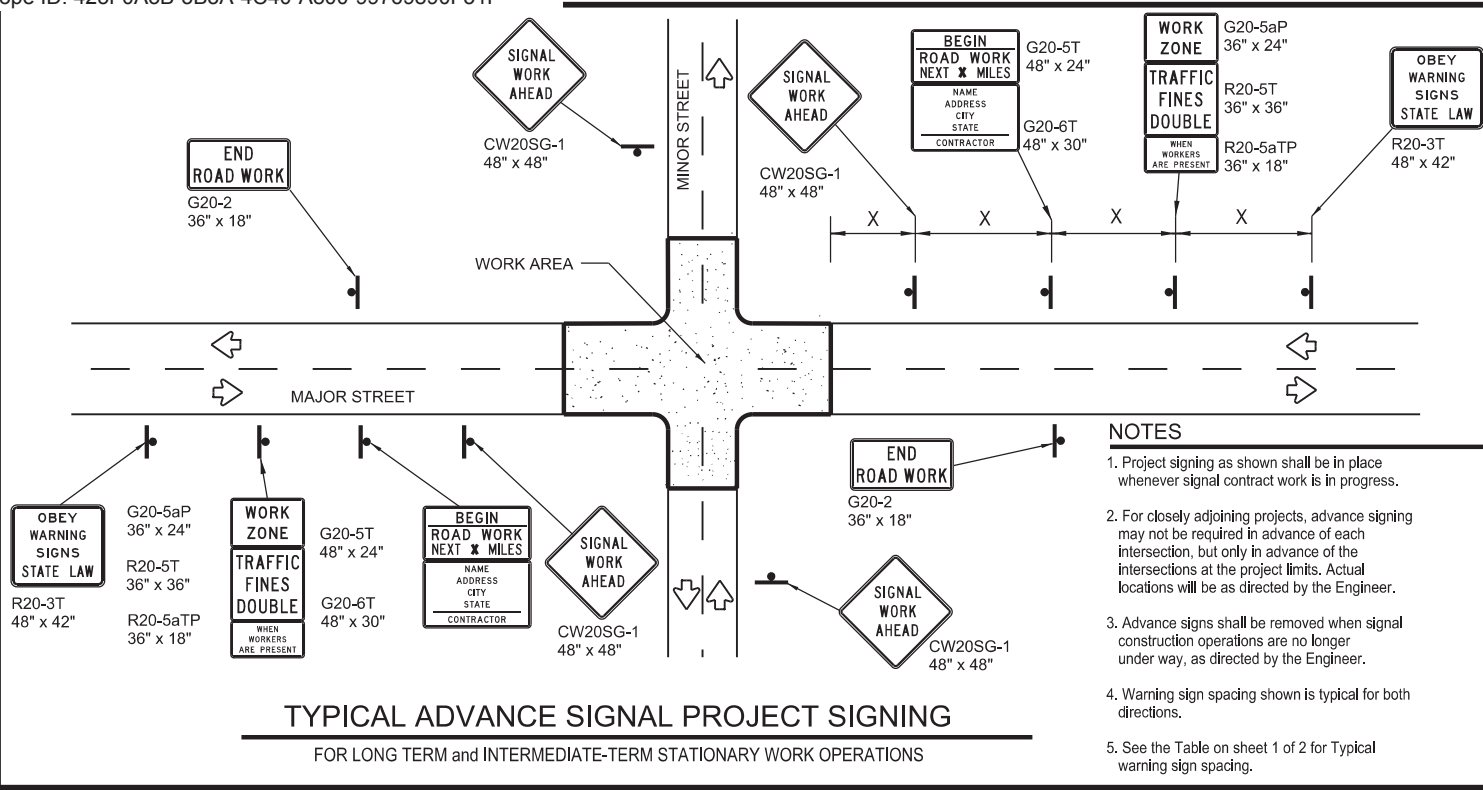 SIGNAL
WORK
AHEAD
CW20SG-1
48" x 48"
MINOR STREET
SIGNAL
WORK
AHEAD
CW20SG-1
48" x 48"
BEGIN
ROAD WORK
NEXT X MILES
NAME
ADDRESS
CITY
STATE
CONTRACTOR
G20-5T
48" x 24"
G20-6T
48" x 30"
WORK
ZONE
TRAFFIC
FINES
DOUBLE
WHEN
WORKERS
ARE PRESENT
G20-5aP
36" x 24"
R20-5T
36" x 36"
R20-5aTP
36" x 18"
OBEY
WARNING
SIGNS
STATE LAW
R20-3T
48" x 42"
END
ROAD WORK
G20-2
36" x 18"
X
X
X
X
WORK AREA
MAJOR STREET
OBEY
WARNING
SIGNS
STATE LAW
R20-3T
48" x 42"
G20-5aP
36" x 24"
R20-5T
36" x 36"
R20-5aTP
36" x 18"
WORK
ZONE
TRAFFIC
FINES
DOUBLE
WHEN
WORKERS
ARE PRESENT
G20-5T
48" x 24"
G20-6T
48" x 30"
BEGIN
ROAD WORK
NEXT X MILES
NAME
ADDRESS
CITY
STATE
CONTRACTOR
SIGNAL
WORK
AHEAD
CW20SG-1
48" x 48"
END
ROAD WORK
G20-2
36" x 18"
SIGNAL
WORK
AHEAD
CW20SG-1
48" x 48"
NOTES
1. Project signing as shown shall be in place
whenever signal contract work is in progress.
2. For closely adjoining projects, advance signing
may not be required in advance of each
intersection, but only in advance of the
intersections at the project limits. Actual
locations will be as directed by the Engineer.
3. Advance signs shall be removed when signal
construction operations are no longer
under way, as directed by the Engineer.
4. Warning sign spacing shown is typical for both
directions.
5. See the Table on sheet 1 of 2 for Typical
warning sign spacing.
TYPICAL ADVANCE SIGNAL PROJECT SIGNING
FOR LONG TERM and INTERMEDIATE-TERM STATIONARY WORK OPERATIONS